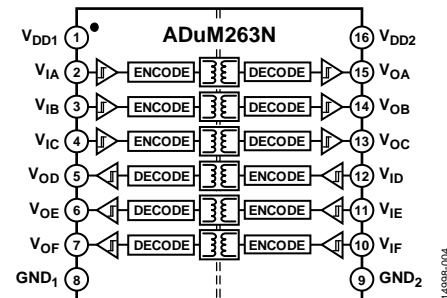 ADuM263N
VDD1 1 16 VDD2
VIA 2 ENCODE DECODE 15 VOA
VIB 3 ENCODE DECODE 14 VOB
VIC 4 ENCODE DECODE 13 VOC
VOD 5 DECODE ENCODE 12 VID
VOE 6 DECODE ENCODE 11 VIE
VOF 7 DECODE ENCODE 10 VIF
GND1 8 9 GND2